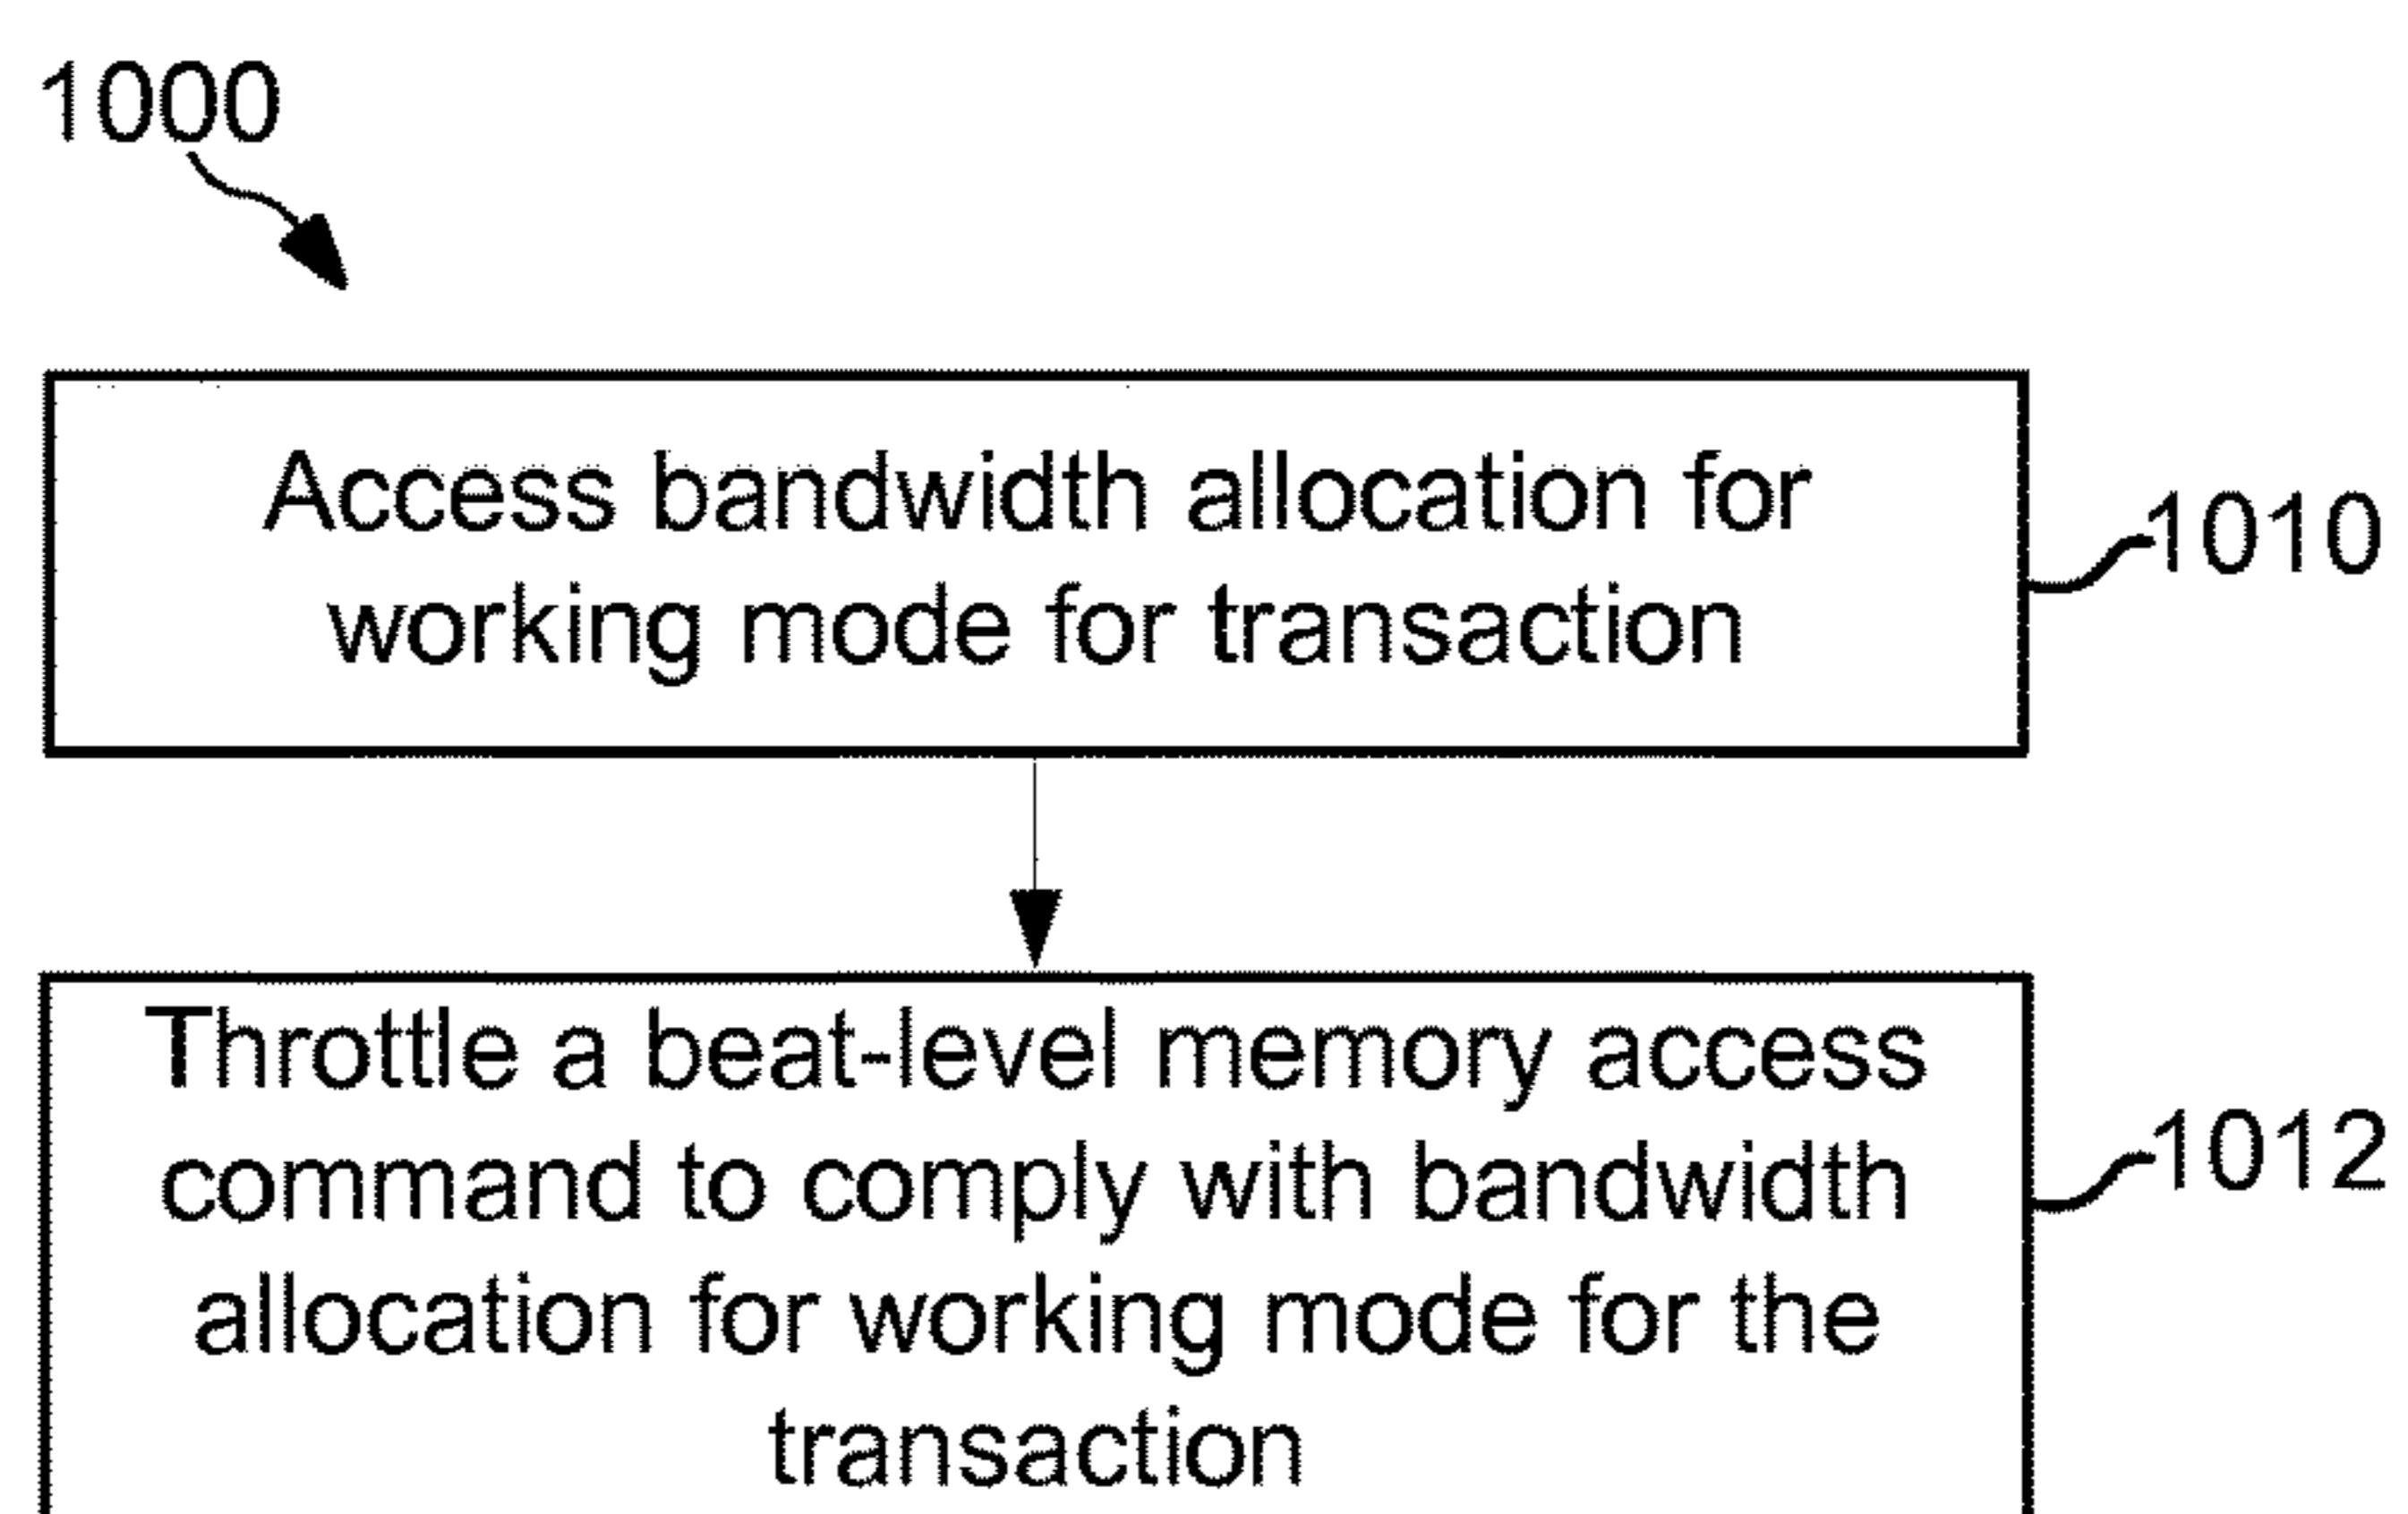 1000
Access bandwidth allocation for
working mode for transaction
1010
Throttle a beat-level memory access
command to comply with bandwidth
allocation for working mode for the
transaction
1012